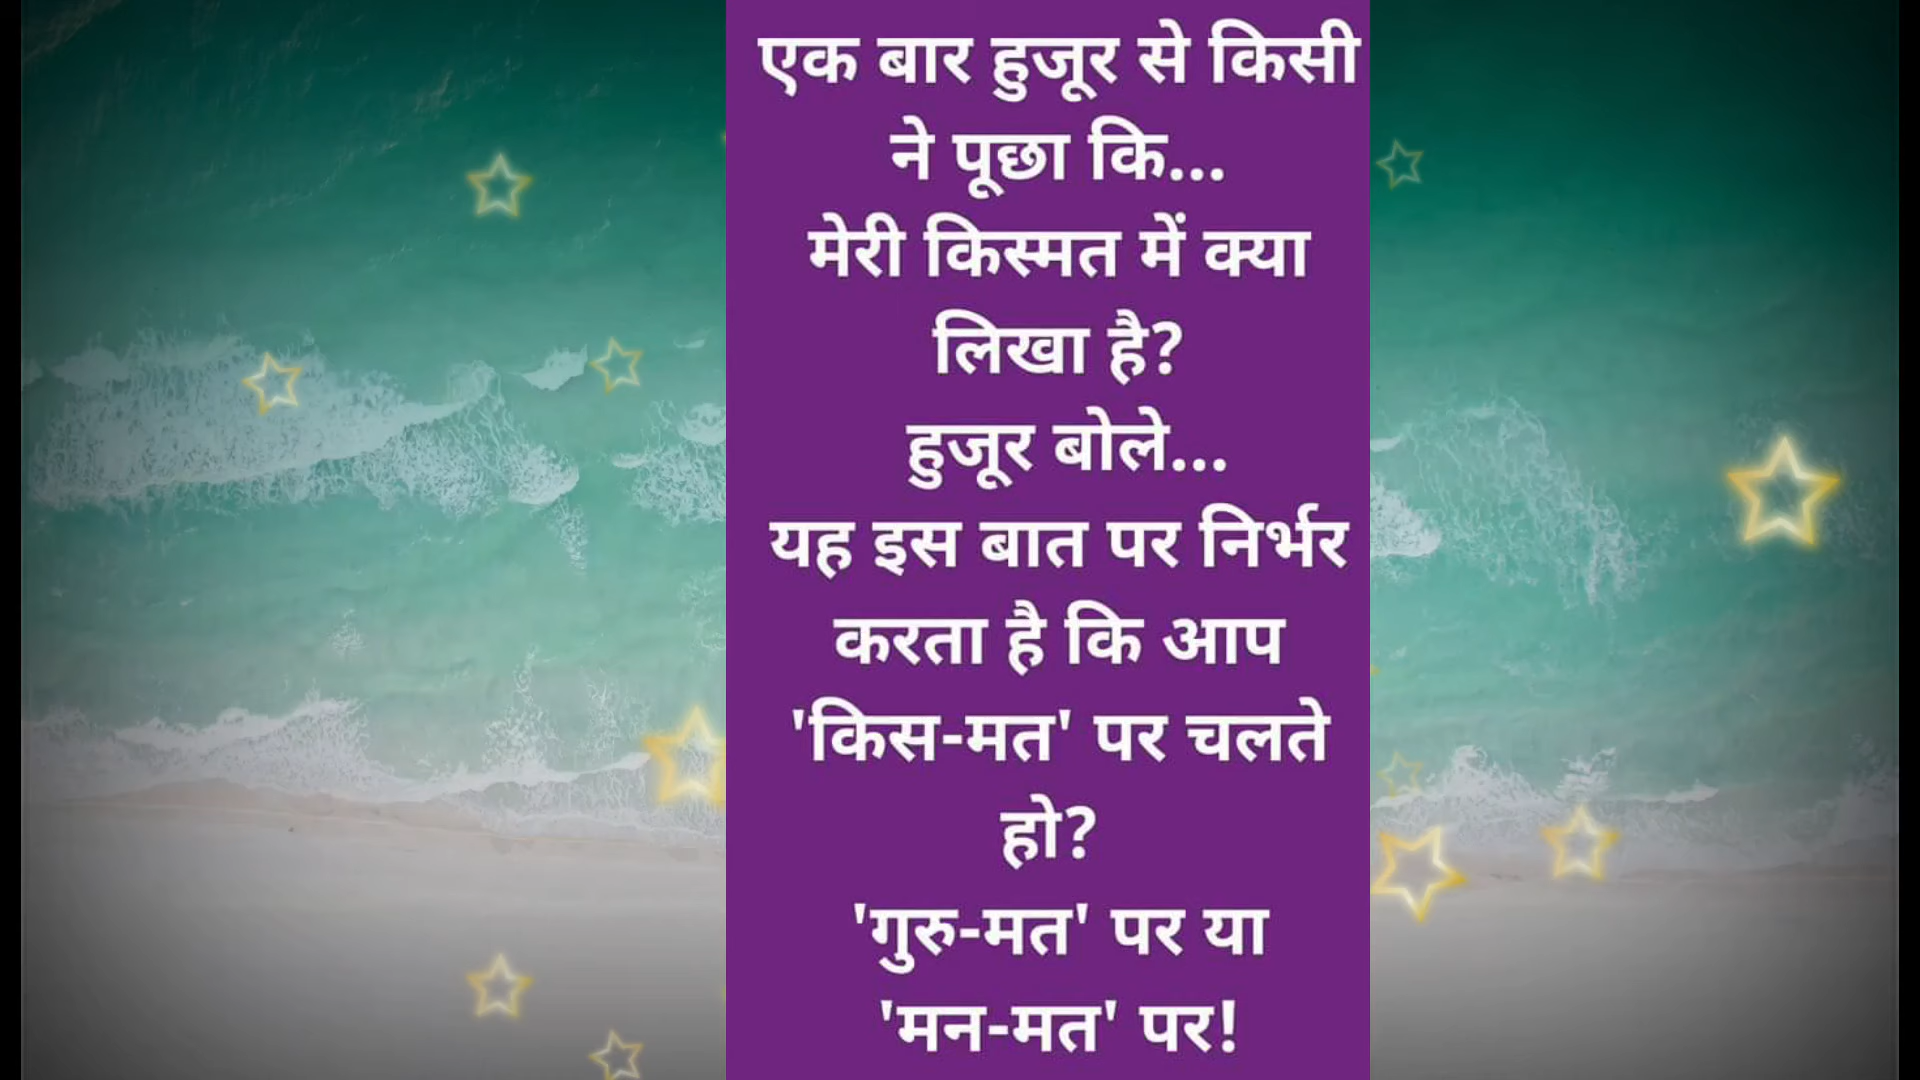 एक बार हुजूर से किसी
ने पूछा कि...
मेरी किस्मत में क्या
लिखा है?
हुजूर बोले...
यह इस बात पर निर्भर
करता है कि आप
'किस-मत' पर चलते
हो?
'गुरु-मत' पर या
'मन-मत' पर!